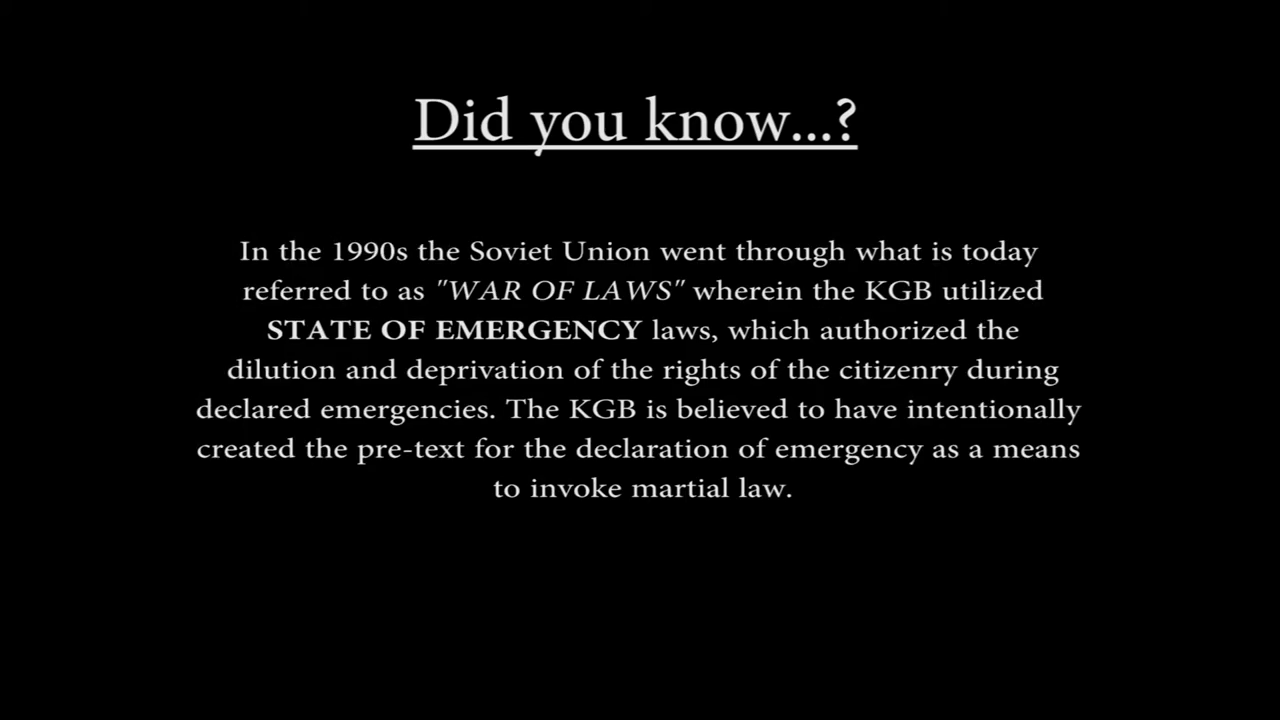 Did you know...?
In the 1990s the Soviet Union went through what is today
referred to as "WAR OF LAWS" wherein the KGB utilized
STATE OF EMERGENCY laws, which authorized the
dilution and deprivation of the rights of the citizenry during
declared emergencies. The KGB is believed to have intentionally
created the pre-text for the declaration of emergency as a means
to invoke martial law.